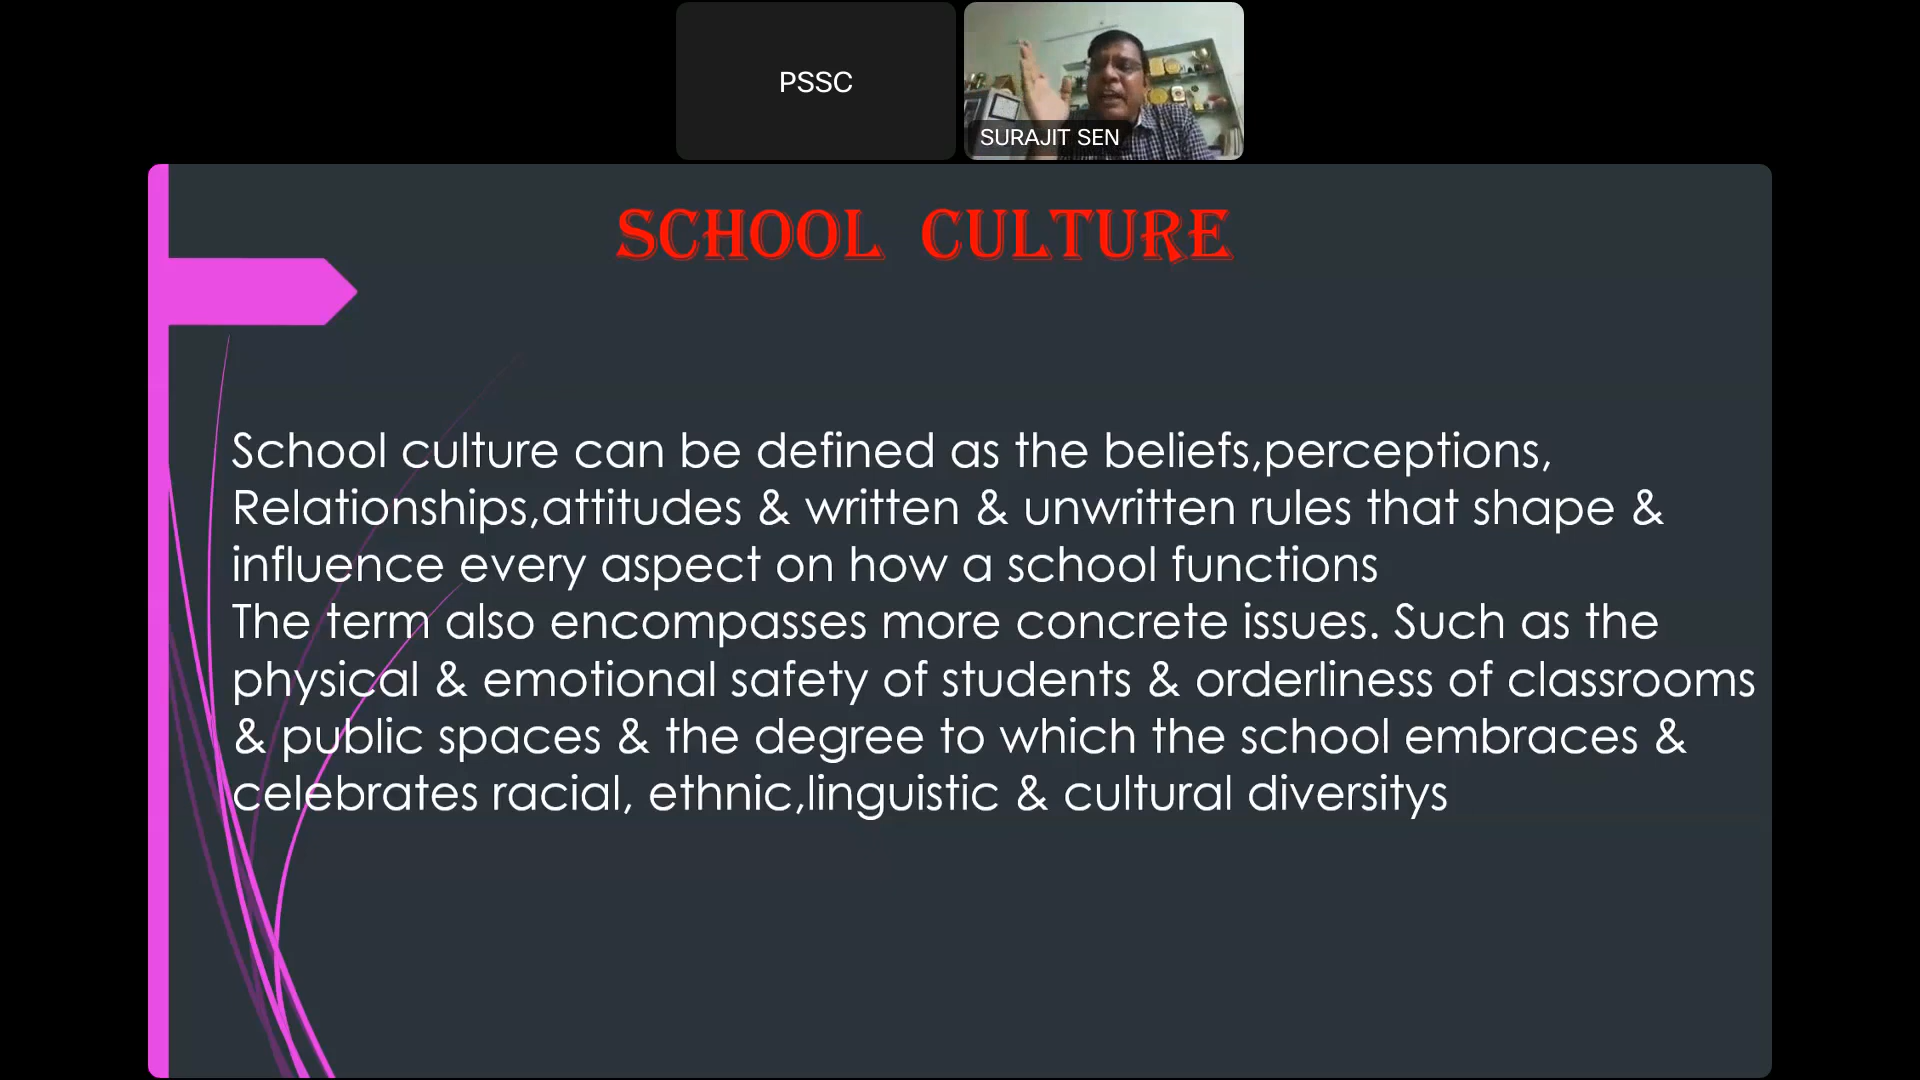 PSSC
SURAJIT SEN
SCHOOL CULTURE
School culture can be defined as the beliefs,perceptions,
Relationships,attitudes & written & unwritten rules that shape &
influence every aspect on how a school functions
The term also encompasses more concrete issues. Such as the
physical & emotional safety of students & orderliness of classrooms
& public spaces & the degree to which the school embraces &
celebrates racial, ethnic,linguistic & cultural diversitys